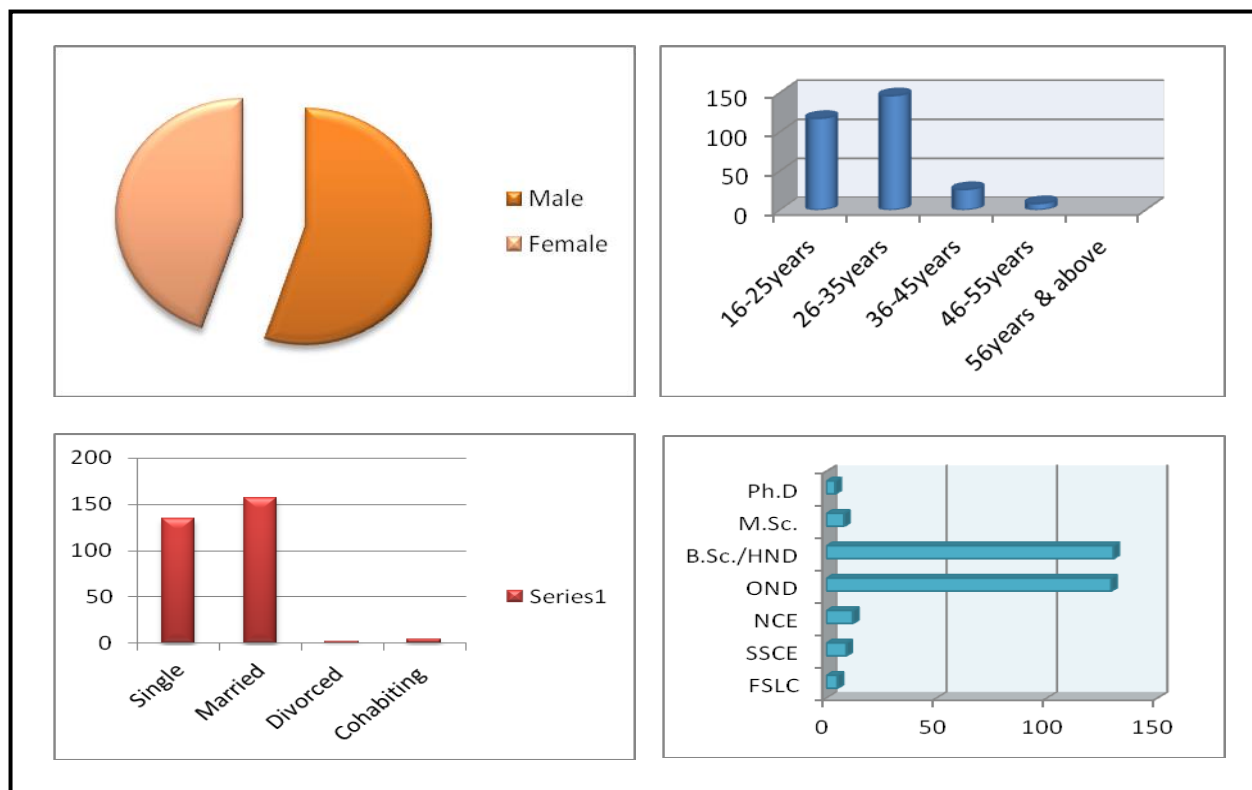 Male
Female
150
100
50
0
16-25years
26-35years
36-45years
46-55years
56years & above
200
150
100
50
0
Single
Married
Divorced
Cohabiting
Series1
Ph.D
M.Sc.
B.Sc./HND
OND
NCE
SSCE
FSLC
0 50 100 150